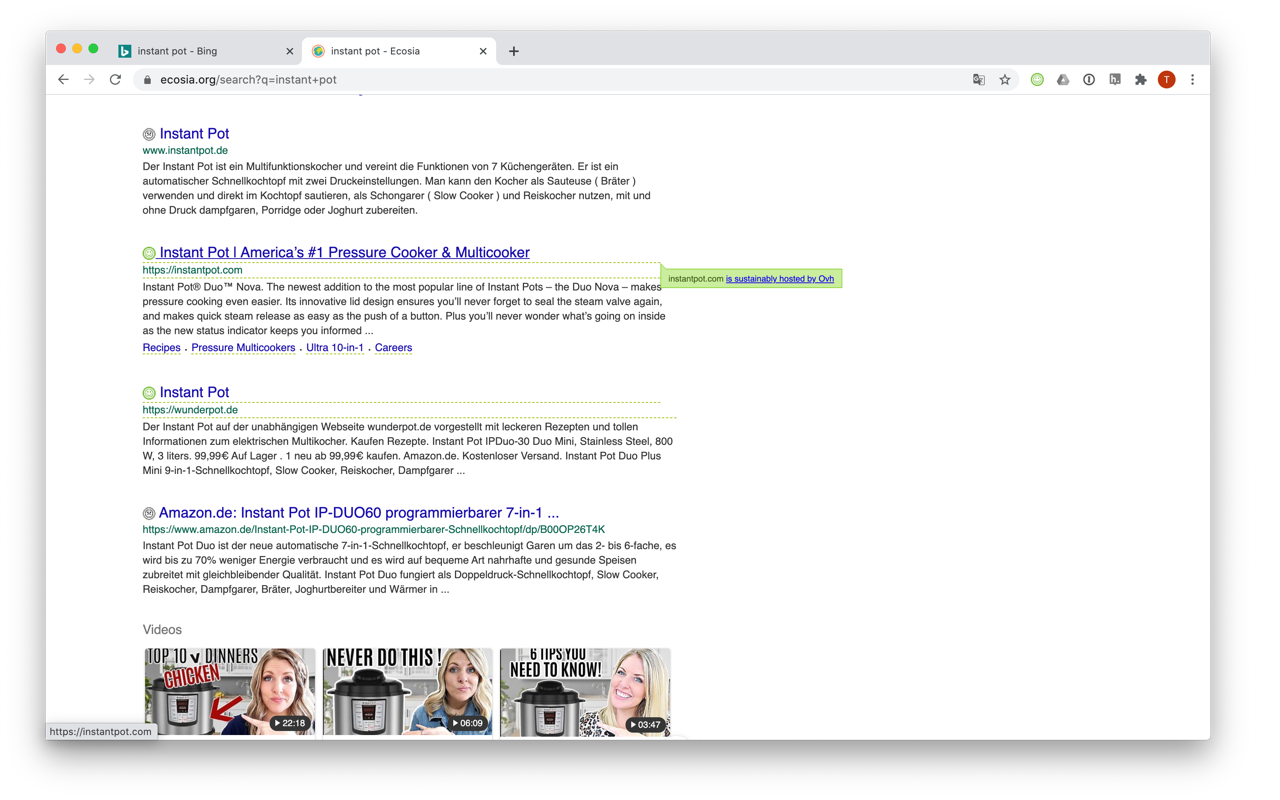 instant pot - Bing
instant pot - Ecosia
ecosia.org/search?q=instant+pot
T
Instant Pot
www.instantpot.de
Der Instant Pot ist ein Multifunktionskocher und vereint die Funktionen von 7 Küchengeräten. Er ist ein
automatischer Schnellkochtopf mit zwei Druckeinstellungen. Man kann den Kocher als Sauteuse ( Bräter )
verwenden und direkt im Kochtopf sautieren, als Schongarer ( Slow Cooker ) und Reiskocher nutzen, mit und
ohne Druck dampfgaren, Porridge oder Joghurt zubereiten.
Instant Pot | America's #1 Pressure Cooker & Multicooker
https://instantpot.com
instantpot.com is sustainably hosted by Ovh
Instant Pot® Duo™ Nova. The newest addition to the most popular line of Instant Pots – the Duo Nova – makes
pressure cooking even easier. Its innovative lid design ensures you'll never forget to seal the steam valve again,
and makes quick steam release as easy as the push of a button. Plus you'll never wonder what's going on inside
as the new status indicator keeps you informed ...
Recipes . Pressure Multicookers . Ultra 10-in-1 . Careers
Instant Pot
https://wunderpot.de
Der Instant Pot auf der unabhängigen Webseite wunderpot.de vorgestellt mit leckeren Rezepten und tollen
Informationen zum elektrischen Multikocher. Kaufen Rezepte. Instant Pot IPDuo-30 Duo Mini, Stainless Steel, 800
W, 3 liters. 99,99€ Auf Lager . 1 neu ab 99,99€ kaufen. Amazon.de. Kostenloser Versand. Instant Pot Duo Plus
Mini 9-in-1-Schnellkochtopf, Slow Cooker, Reiskocher, Dampfgarer ...
Amazon.de: Instant Pot IP-DUO60 programmierbarer 7-in-1 ...
https://www.amazon.de/Instant-Pot-IP-DUO60-programmierbarer-Schnellkochtopf/dp/B00OP26T4K
Instant Pot Duo ist der neue automatische 7-in-1-Schnellkochtopf, er beschleunigt Garen um das 2- bis 6-fache, es
wird bis zu 70% weniger Energie verbraucht und es wird auf bequeme Art nahrhafte und gesunde Speisen
zubreitet mit gleichbleibender Qualität. Instant Pot Duo fungiert als Doppeldruck-Schnellkochtopf, Slow Cooker,
Reiskocher, Dampfgarer, Bräter, Joghurtbereiter und Wärmer in ...
Videos
TOP 10 DINNERS
CHICKEN
22:18
NEVER DO THIS !
06:09
6 TIPS YOU
NEED TO KNOW!
03:47
https://instantpot.com